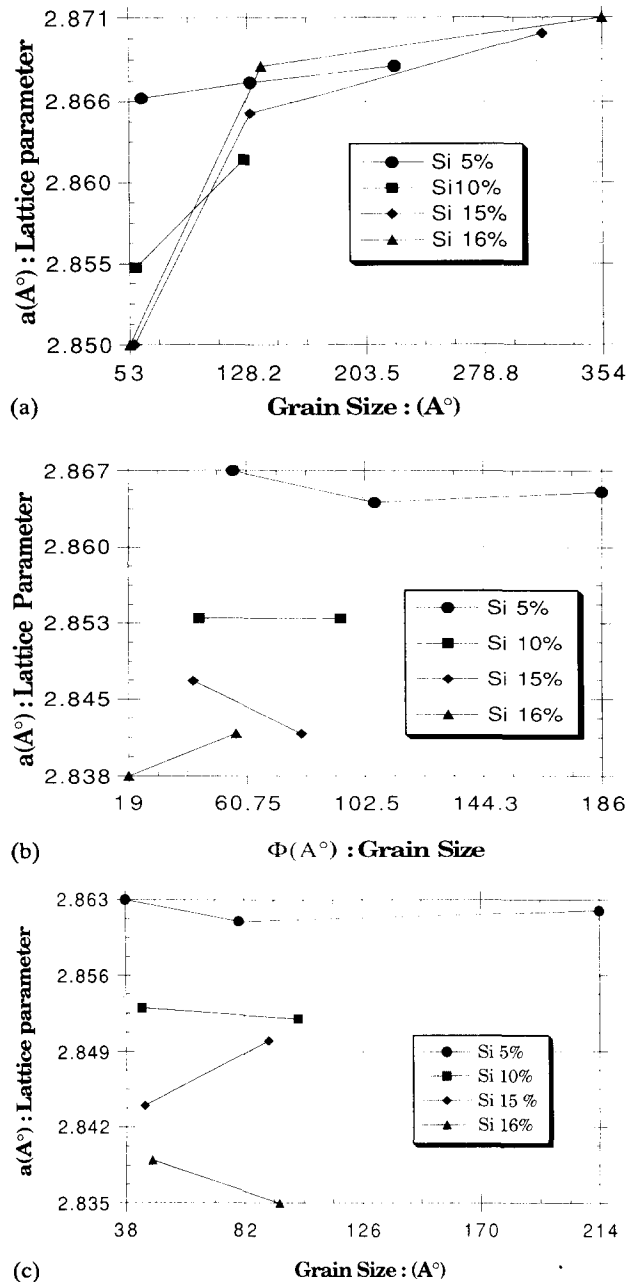 2.871
2.866
2.860
2.855
2.850
a(A°) : Lattice parameter
Si 5%
Si10%
Si 15%
Si 16%
53 128.2 203.5 278.8 354
(a) Grain Size : (A°)
2.867
2.860
2.853
2.845
2.838
a(A°) : Lattice Parameter
Si 5%
Si 10%
Si 15%
Si 16%
19 60.75 102.5 144.3 186
(b) Φ(A°) : Grain Size
2.863
2.856
2.849
2.842
2.835
a(A°) : Lattice parameter
Si 5%
Si 10%
Si 15 %
Si 16%
38 82 126 170 214
(c) Grain Size : (A°)